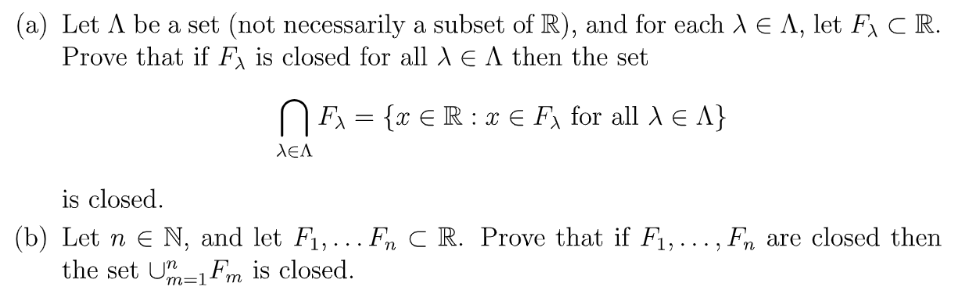 (a) Let Λ be a set (not necessarily a subset of ℝ), and for each λ ∈ Λ, let F_λ ⊂ ℝ.
Prove that if F_λ is closed for all λ ∈ Λ then the set
⋂_{λ∈Λ} F_λ = {x ∈ ℝ : x ∈ F_λ for all λ ∈ Λ}
is closed.
(b) Let n ∈ ℕ, and let F_1, . . . F_n ⊂ ℝ. Prove that if F_1, . . . , F_n are closed then
the set ∪_{m=1}^n F_m is closed.